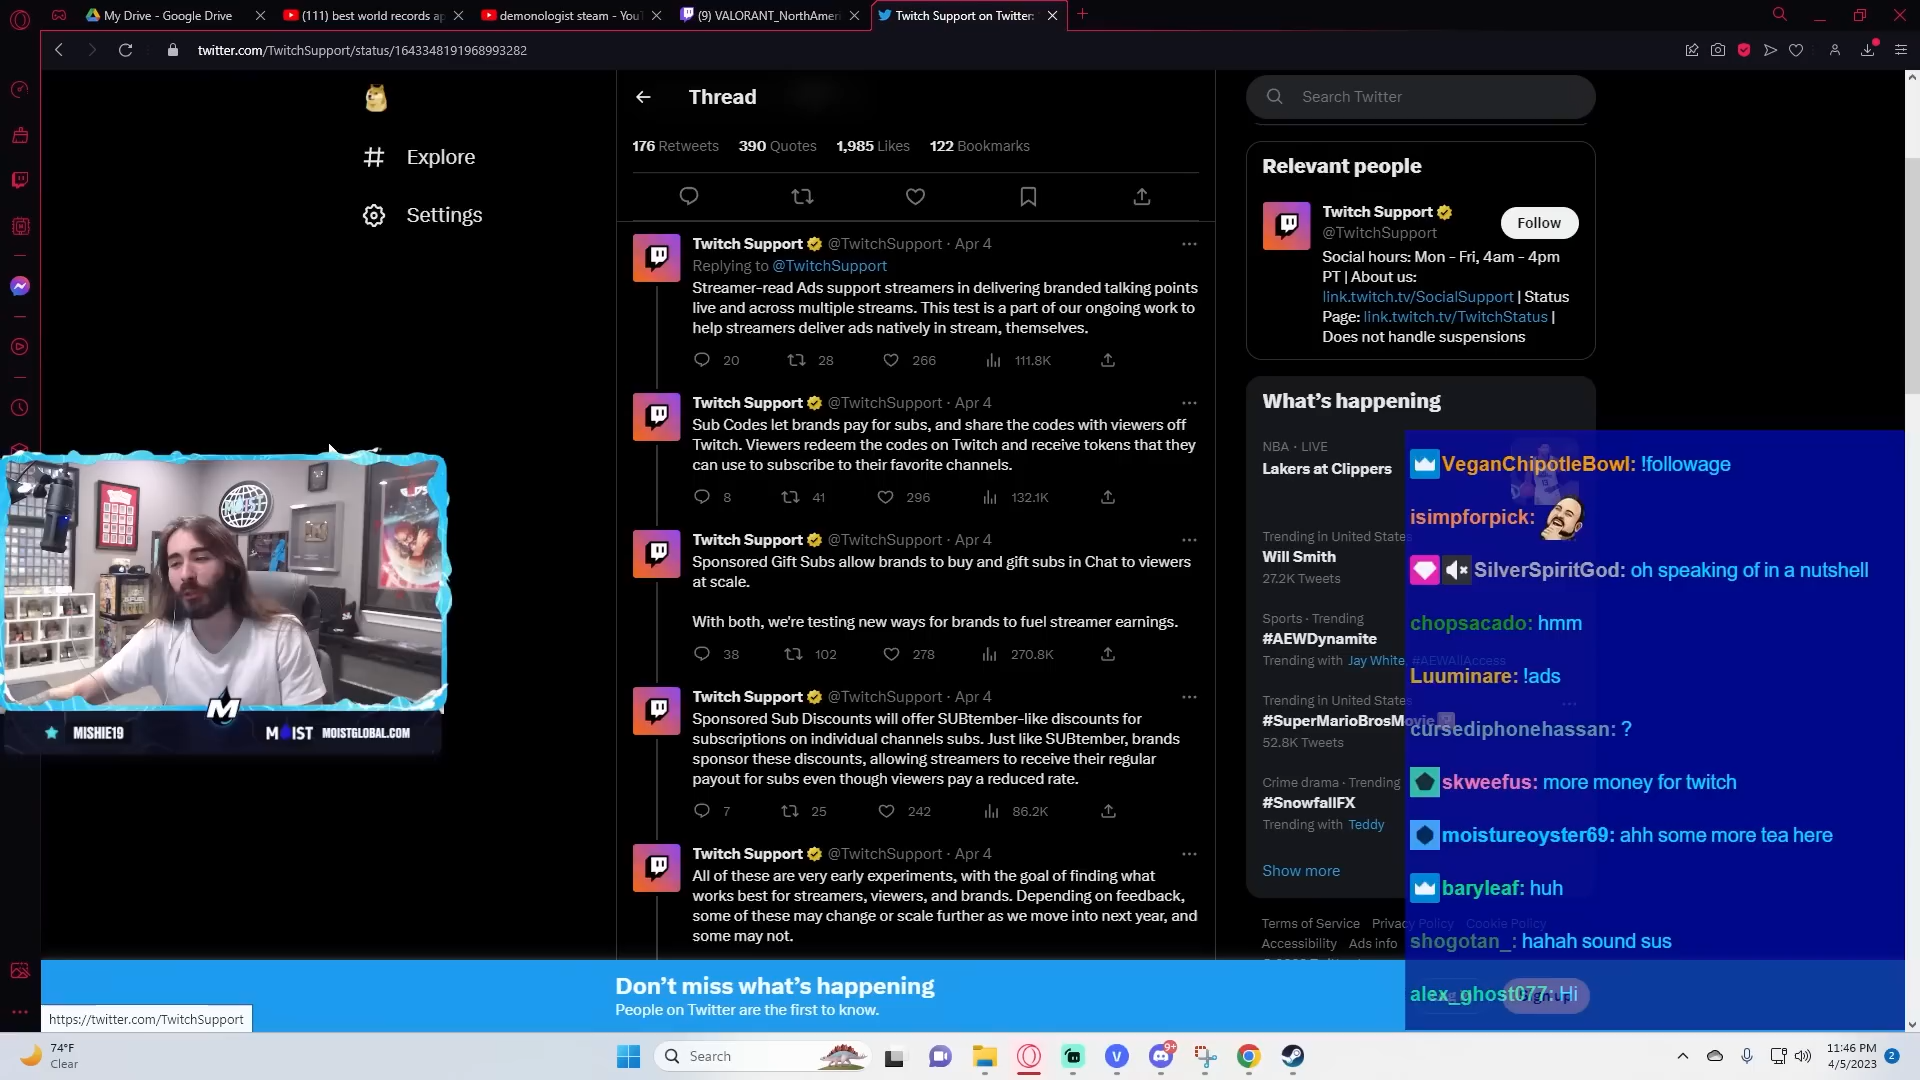 My Drive - Google Drive
(111) best world records ap
demonologist steam - YouT
(9) VALORANT_NorthAmeri
Twitch Support on Twitter:
twitter.com/TwitchSupport/status/1643348191968993282
Explore
Settings
Thread
176 Retweets 390 Quotes 1,985 Likes 122 Bookmarks
Twitch Support @TwitchSupport · Apr 4
Replying to @TwitchSupport
Streamer-read Ads support streamers in delivering branded talking points
live and across multiple streams. This test is a part of our ongoing work to
help streamers deliver ads natively in stream, themselves.
20 28 266 111.8K
Twitch Support @TwitchSupport · Apr 4
Sub Codes let brands pay for subs, and share the codes with viewers off
Twitch. Viewers redeem the codes on Twitch and receive tokens that they
can use to subscribe to their favorite channels.
8 41 296 132.1K
Twitch Support @TwitchSupport · Apr 4
Sponsored Gift Subs allow brands to buy and gift subs in Chat to viewers
at scale.
With both, we're testing new ways for brands to fuel streamer earnings.
38 102 278 270.8K
Twitch Support @TwitchSupport · Apr 4
Sponsored Sub Discounts will offer SUBtember-like discounts for
subscriptions on individual channels subs. Just like SUBtember, brands
sponsor these discounts, allowing streamers to receive their regular
payout for subs even though viewers pay a reduced rate.
7 25 242 86.2K
Twitch Support @TwitchSupport · Apr 4
All of these are very early experiments, with the goal of finding what
works best for streamers, viewers, and brands. Depending on feedback,
some of these may change or scale further as we move into next year, and
some may not.
Search Twitter
Relevant people
Twitch Support
@TwitchSupport
Follow
Social hours: Mon - Fri, 4am - 4pm
PT | About us:
link.twitch.tv/SocialSupport | Status
Page: link.twitch.tv/TwitchStatus |
Does not handle suspensions
What's happening
NBA · LIVE
Lakers at Clippers
Trending in United States
Will Smith
27.2K Tweets
Sports · Trending
#AEWDynamite
Trending with Jay White, #AEWAllAccess
Trending in United States
#SuperMarioBrosMovie
52.8K Tweets
Crime drama · Trending
#SnowfallFX
Trending with Teddy
Show more
Terms of Service Privacy Policy Cookie Policy
Accessibility Ads info
VeganChipotleBowl: !followage
isimpforpick:
SilverSpiritGod: oh speaking of in a nutshell
chopsacado: hmm
Luuminare: !ads
cursediphonehassan: ?
skweefus: more money for twitch
moistureoyster69: ahh some more tea here
baryleaf: huh
shogotan_: hahah sound sus
alex_ghost077: Hi
Sign up
MISHIE19
M
MOIST MOISTGLOBAL.COM
Don't miss what's happening
People on Twitter are the first to know.
https://twitter.com/TwitchSupport
74°F
Clear
Search
9+
11:46 PM
4/5/2023
2